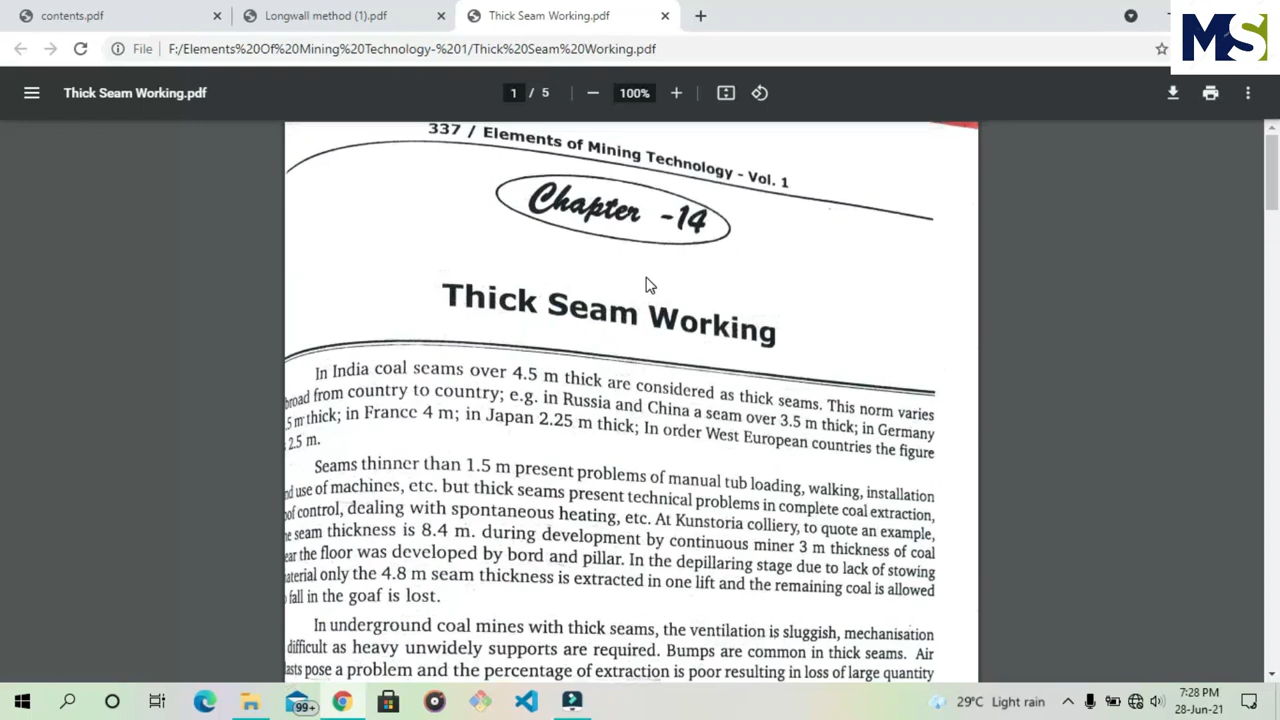 contents.pdf
Longwall method (1).pdf
Thick Seam Working.pdf
MS
File
F:/Elements%20Of%20Mining%20Technology-%201/Thick%20Seam%20Working.pdf
Thick Seam Working.pdf
1 / 5
100%
337 / Elements of Mining Technology - Vol. 1
Chapter -14
Thick Seam Working
In India coal seams over 4.5 m thick are considered as thick seams. This norm varies
broad from country to country; e.g. in Russia and China a seam over 3.5 m thick; in Germany
.5 m thick; in France 4 m; in Japan 2.25 m thick; In order West European countries the figure
2.5 m.
Seams thinner than 1.5 m present problems of manual tub loading, walking, installation
nd use of machines, etc. but thick seams present technical problems in complete coal extraction,
oof control, dealing with spontaneous heating, etc. At Kunstoria colliery, to quote an example,
he seam thickness is 8.4 m. during development by continuous miner 3 m thickness of coal
ear the floor was developed by bord and pillar. In the depillaring stage due to lack of stowing
aterial only the 4.8 m seam thickness is extracted in one lift and the remaining coal is allowed
fall in the goaf is lost.
In underground coal mines with thick seams, the ventilation is sluggish, mechanisation
difficult as heavy unwidely supports are required. Bumps are common in thick seams. Air
lasts pose a problem and the percentage of extraction is poor resulting in loss of large quantity
99+
29°C Light rain
7:28 PM
28-Jun-21